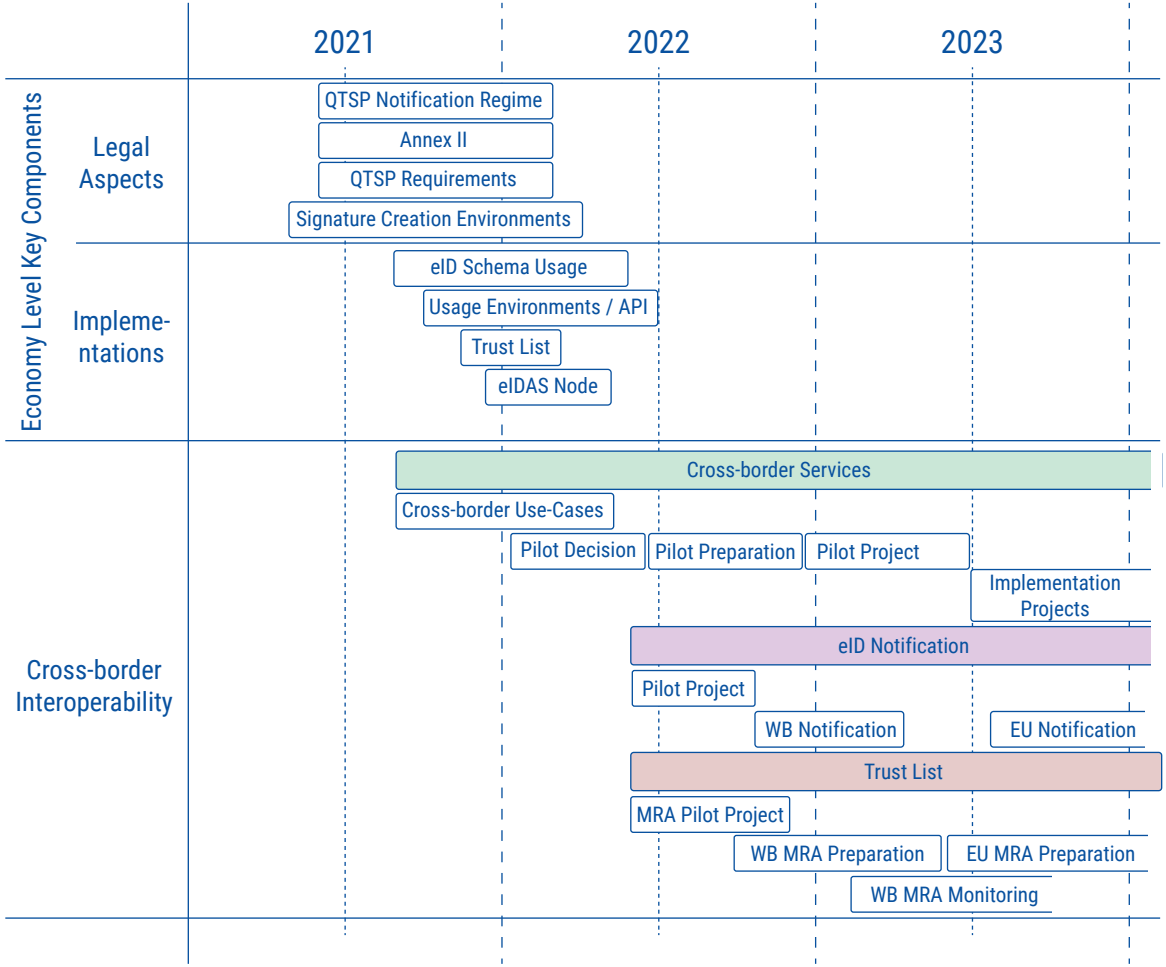 2021
2022
2023
Economy Level Key Components
Legal
Aspects
QTSP Notification Regime
Annex II
QTSP Requirements
Signature Creation Environments
Impleme-
ntations
eID Schema Usage
Usage Environments / API
Trust List
eIDAS Node
Cross-border
Interoperability
Cross-border Services
Cross-border Use-Cases
Pilot Decision
Pilot Preparation
Pilot Project
Implementation
Projects
eID Notification
Pilot Project
WB Notification
EU Notification
Trust List
MRA Pilot Project
WB MRA Preparation
EU MRA Preparation
WB MRA Monitoring